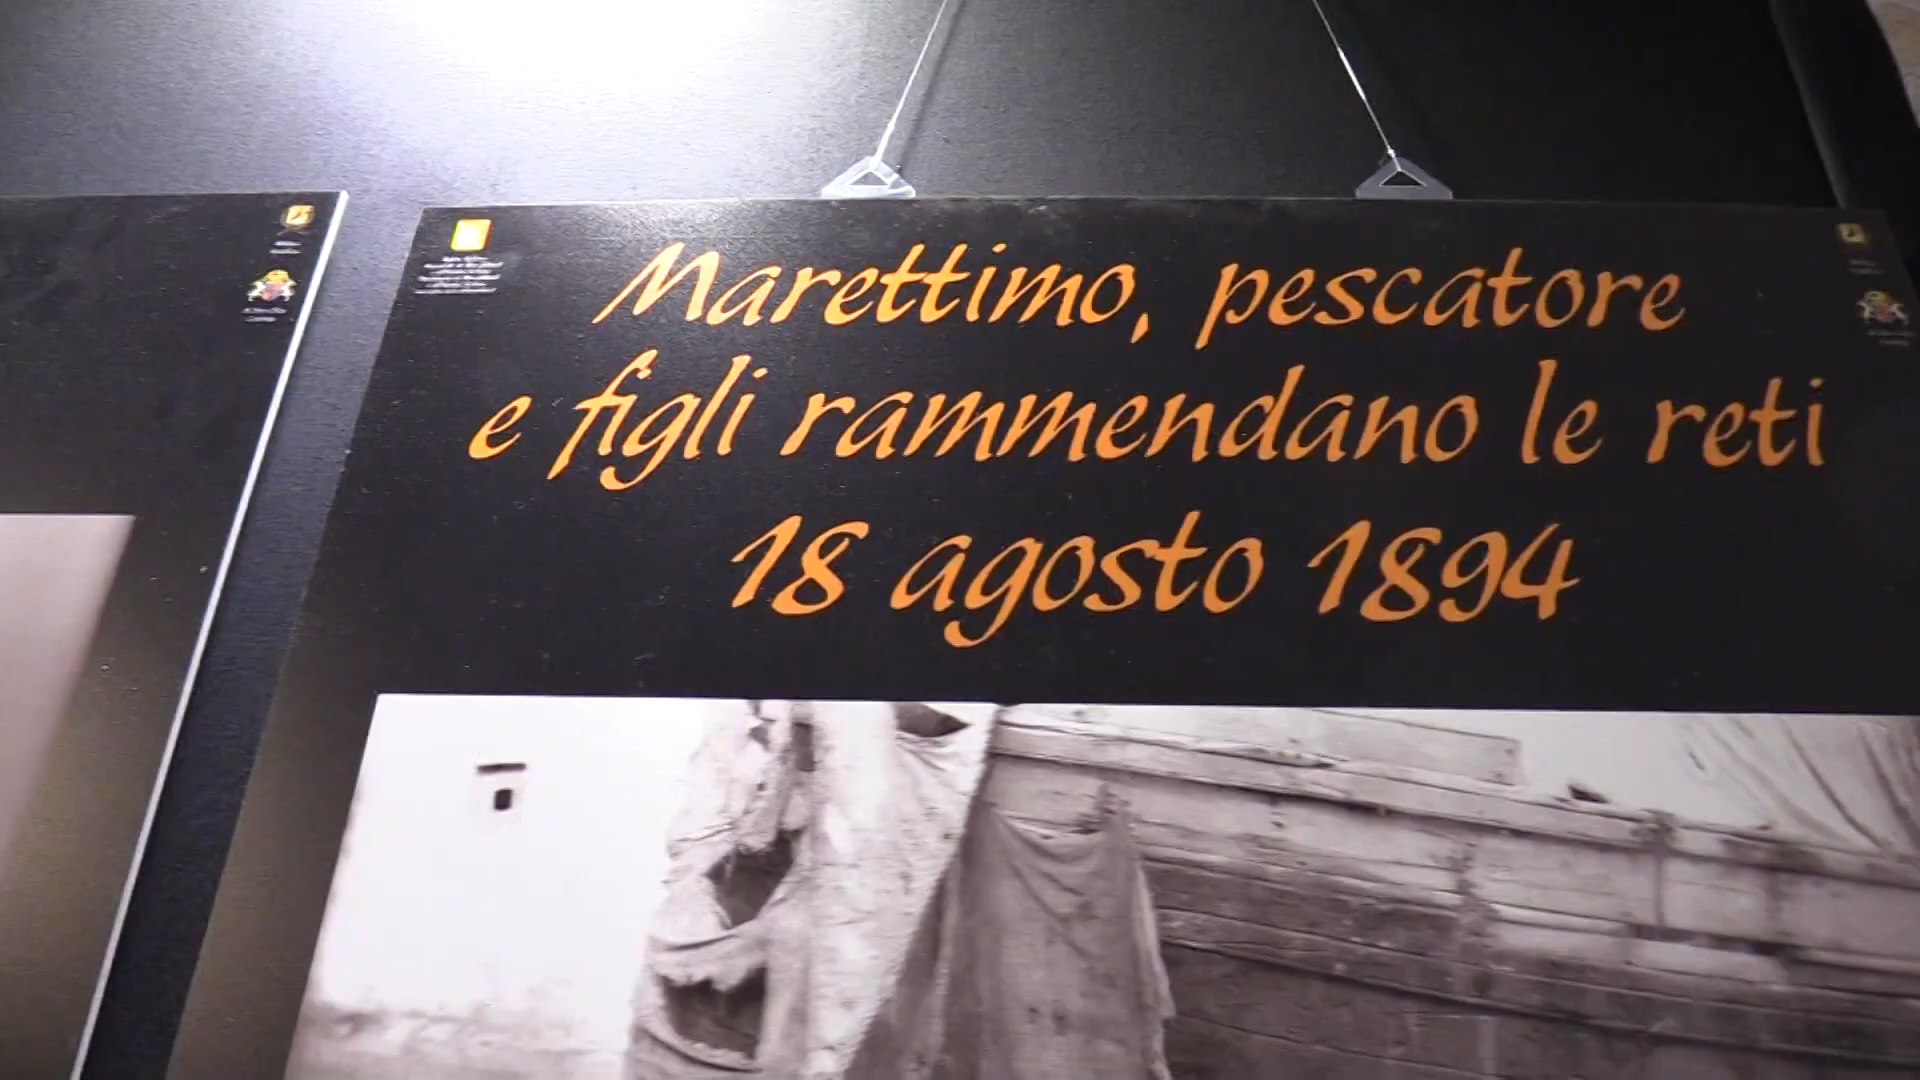 Marettimo, pescatore
e figli rammendano le reti
18 agosto 1894